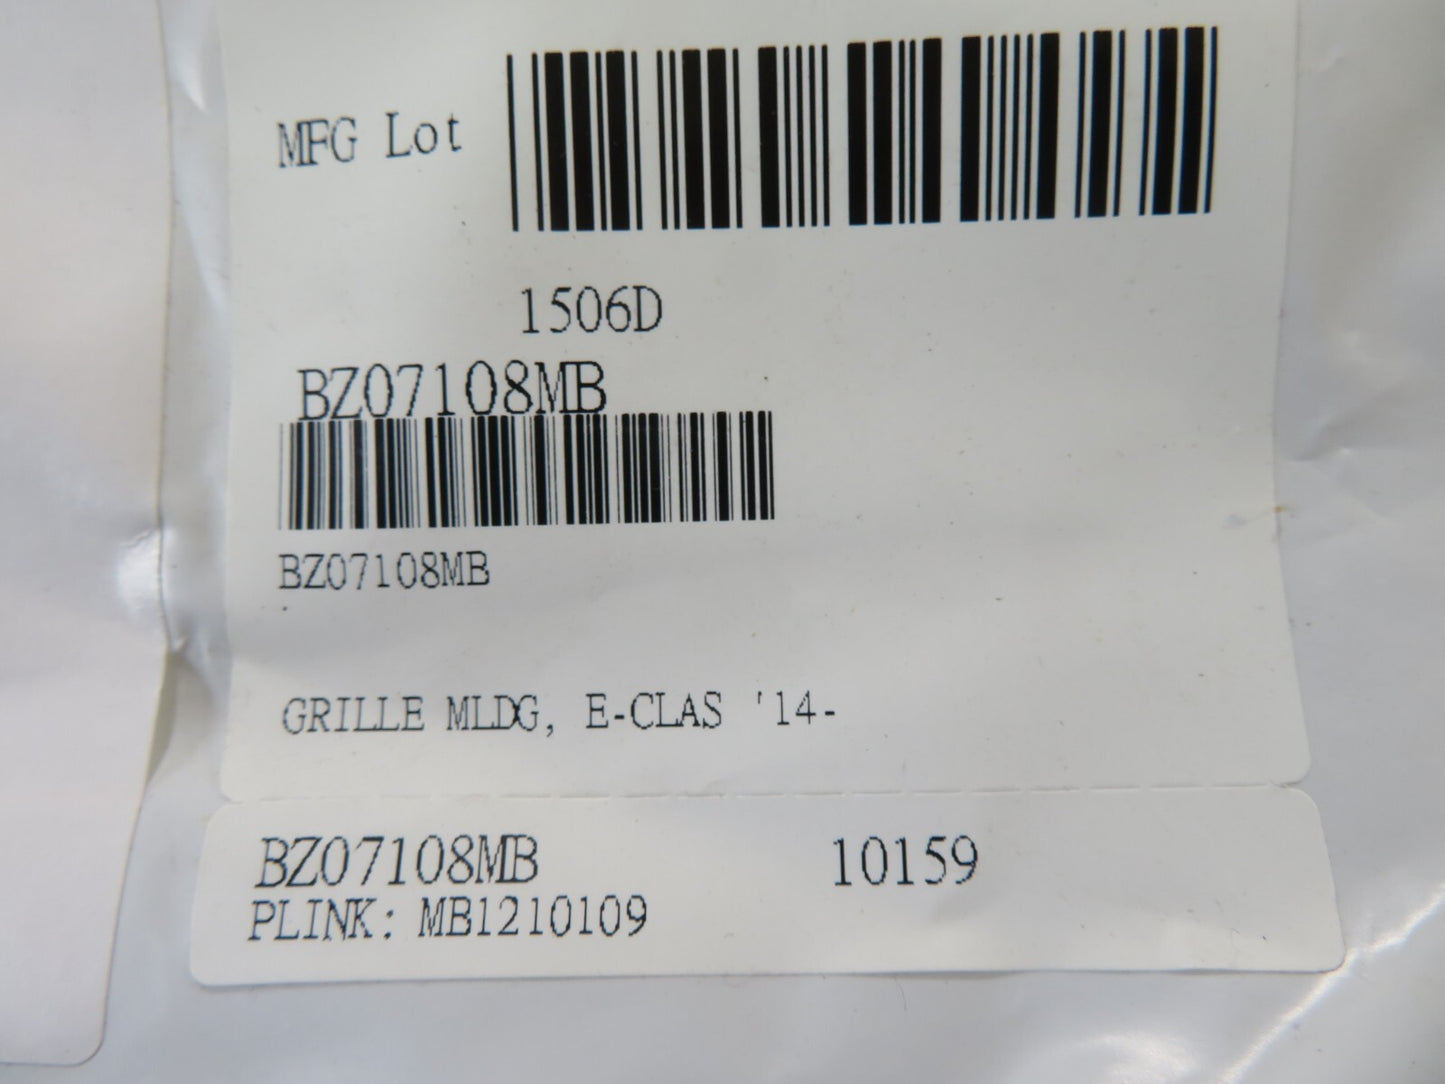 MFG Lot
1506D
BZ07108MB
BZ07108MB
GRILLE MLDG, E-CLAS '14-
BZ07108MB 10159
PLINK: MB1210109